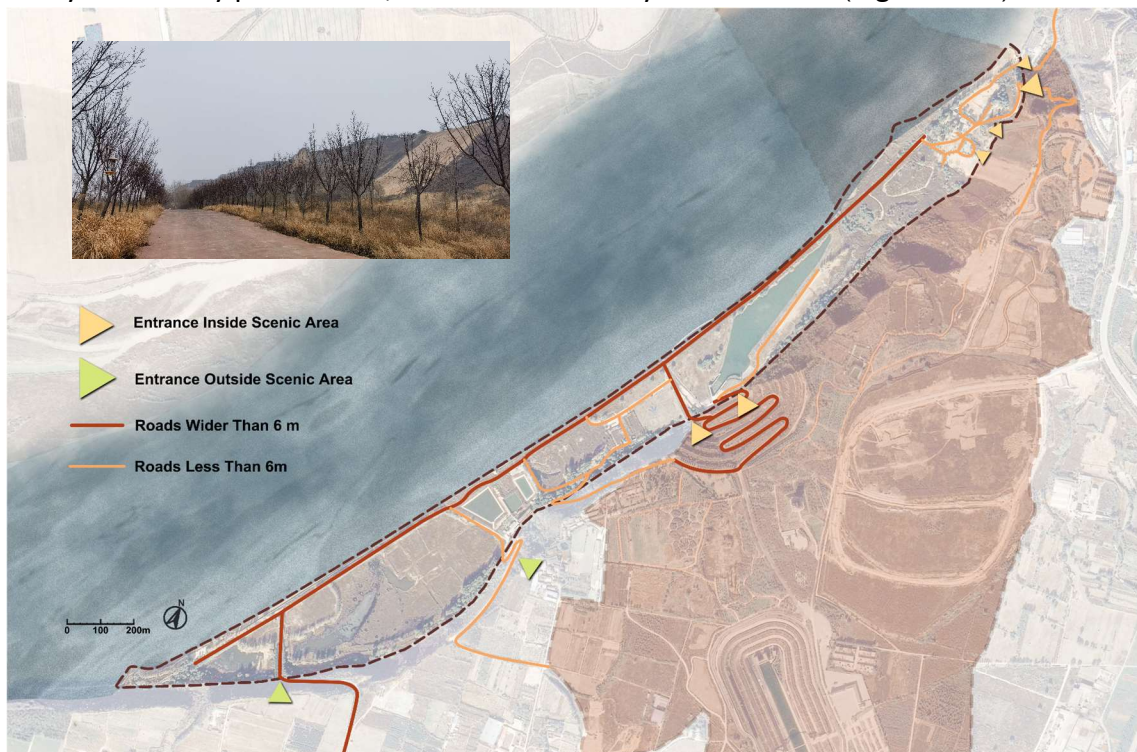 Entrance Inside Scenic Area
Entrance Outside Scenic Area
Roads Wider Than 6 m
Roads Less Than 6m
N
0 100 200m